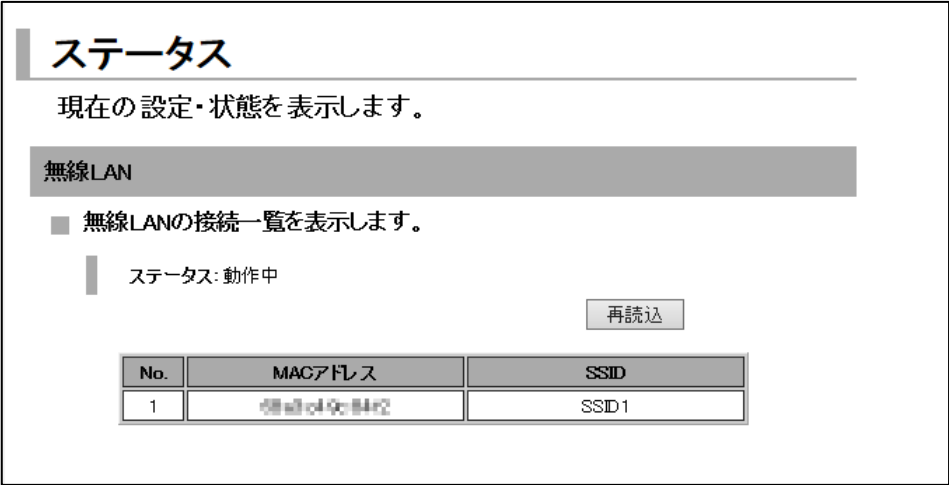 ステータス
現在の設定・状態を表示します。
無線LAN
無線LANの接続一覧を表示します。
ステータス: 動作中
再読込
No. MACアドレス SSID
1 SSID1